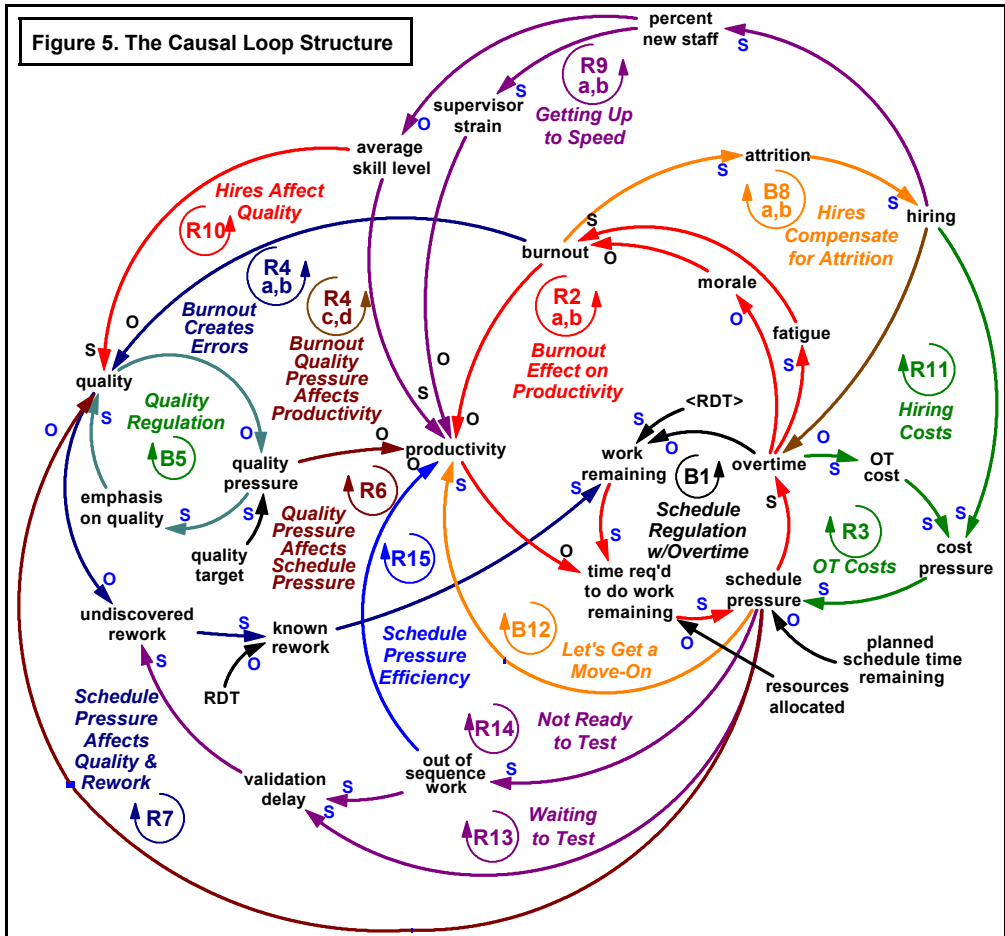 Figure 5. The Causal Loop Structure
percent
new staff
S
R9
a,b
S
Getting Up
to Speed
supervisor
strain
O
average
skill level
attrition
S
B8
a,b
S
hiring
Hires
Compensate
for Attrition
Hires Affect
Quality
R10
S
burnout
O
R4
a,b
R4
c,d
Burnout
Creates
Errors
R2
a,b
morale
O
fatigue
S
Burnout
Quality
Pressure
Affects
Productivity
Burnout
Effect on
Productivity
O
S
quality
O
S
O
S
O
Quality
Regulation
B5
O
quality
pressure
O
productivity
O
S
<RDT>
S
O
work
remaining
S
B1
overtime
O
S
S
OT
cost
R11
Hiring
Costs
emphasis
on quality
S
S
quality
target
R6
Quality
Pressure
Affects
Schedule
Pressure
R15
Schedule
Regulation
w/Overtime
S
O
time req'd
to do work
remaining
S
O
schedule
pressure
O
S
S
S
cost
pressure
R3
OT Costs
O
undiscovered
rework
S
S
known
rework
O
RDT
B12
Let's Get a
Move-On
Schedule
Pressure
Efficiency
planned
schedule time
remaining
resources
allocated
Schedule
Pressure
Affects
Quality &
Rework
R7
R14
Not Ready
to Test
out of
sequence
work
S
S
validation
delay
S
R13
Waiting
to Test